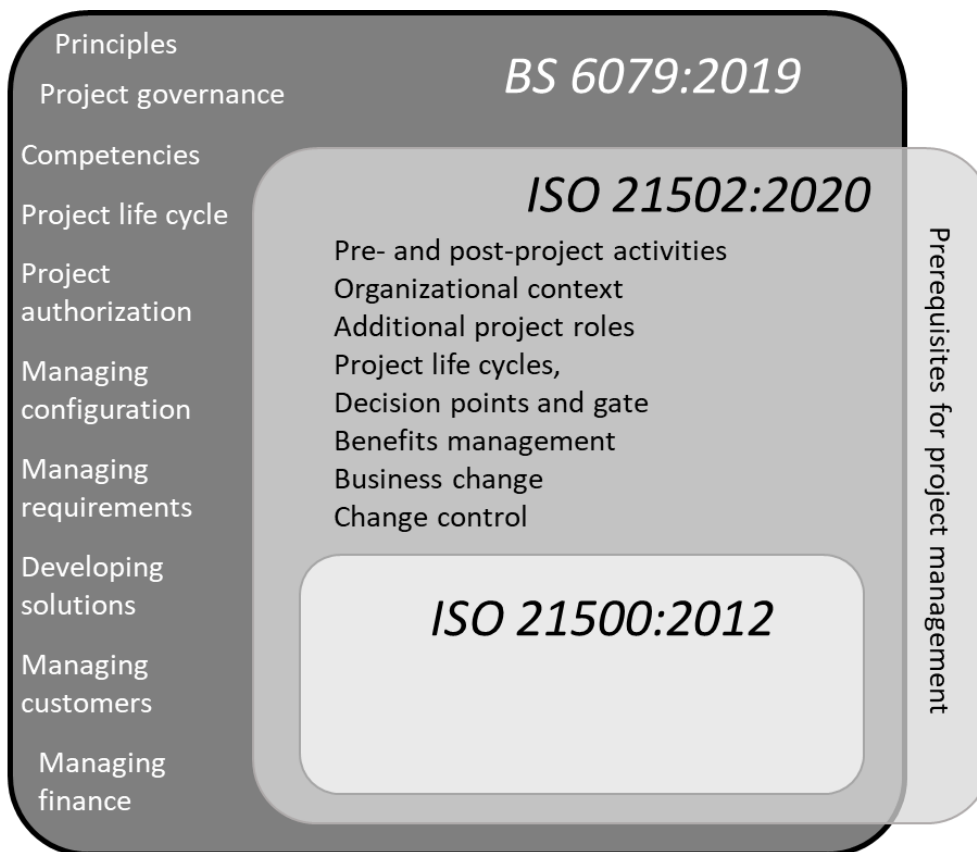 Principles
Project governance
Competencies
Project life cycle
Project
authorization
Managing
configuration
Managing
requirements
Developing
solutions
Managing
customers
Managing
finance
BS 6079:2019
ISO 21502:2020
Pre- and post-project activities
Organizational context
Additional project roles
Project life cycles,
Decision points and gate
Benefits management
Business change
Change control
ISO 21500:2012
Prerequisites for project management